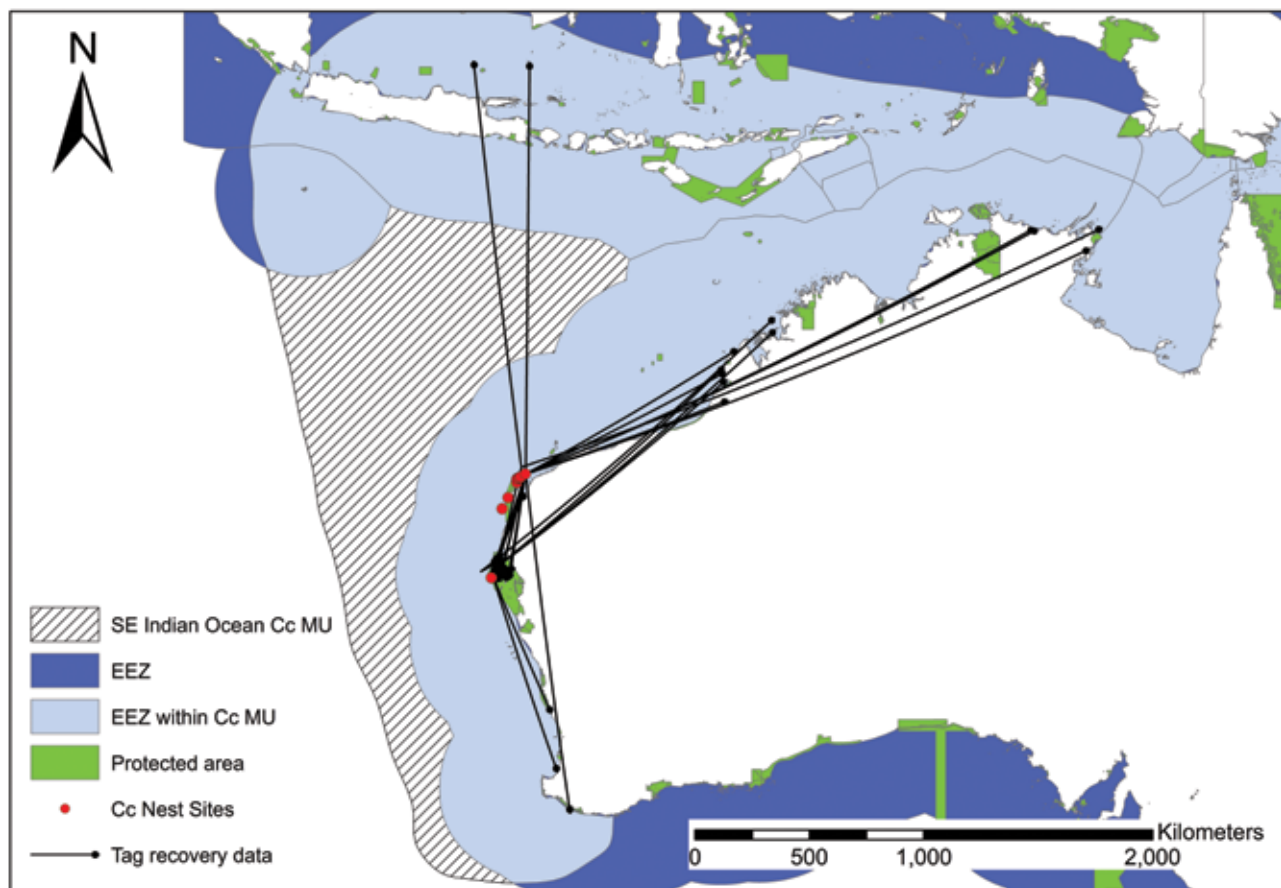 N
SE Indian Ocean Cc MU
EEZ
EEZ within Cc MU
Protected area
Cc Nest Sites
Tag recovery data
Kilometers
0 500 1,000 2,000